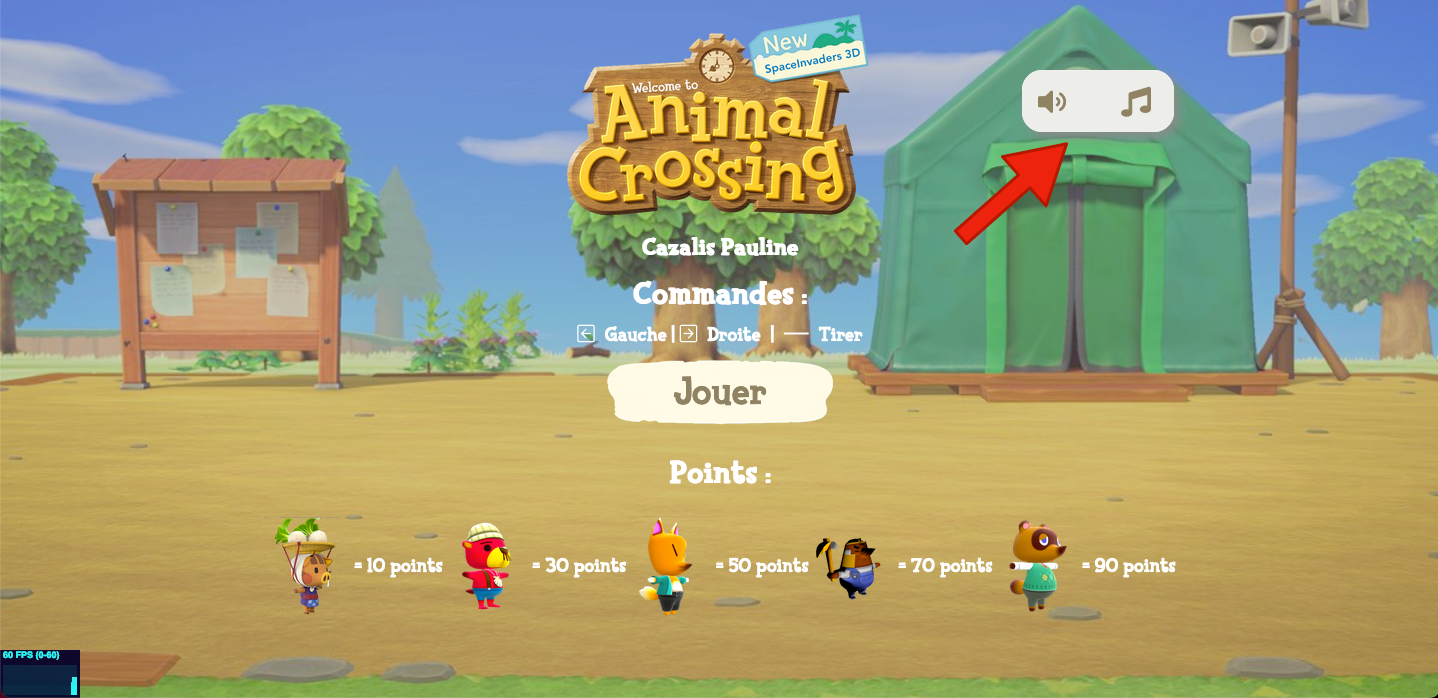 New
SpaceInvaders 3D
Welcome to
Animal
Crossing
Cazalis Pauline
Commandes :
Gauche | Droite | Tirer
Jouer
Points :
= 10 points = 30 points = 50 points = 70 points = 90 points
60 FPS (0-60)